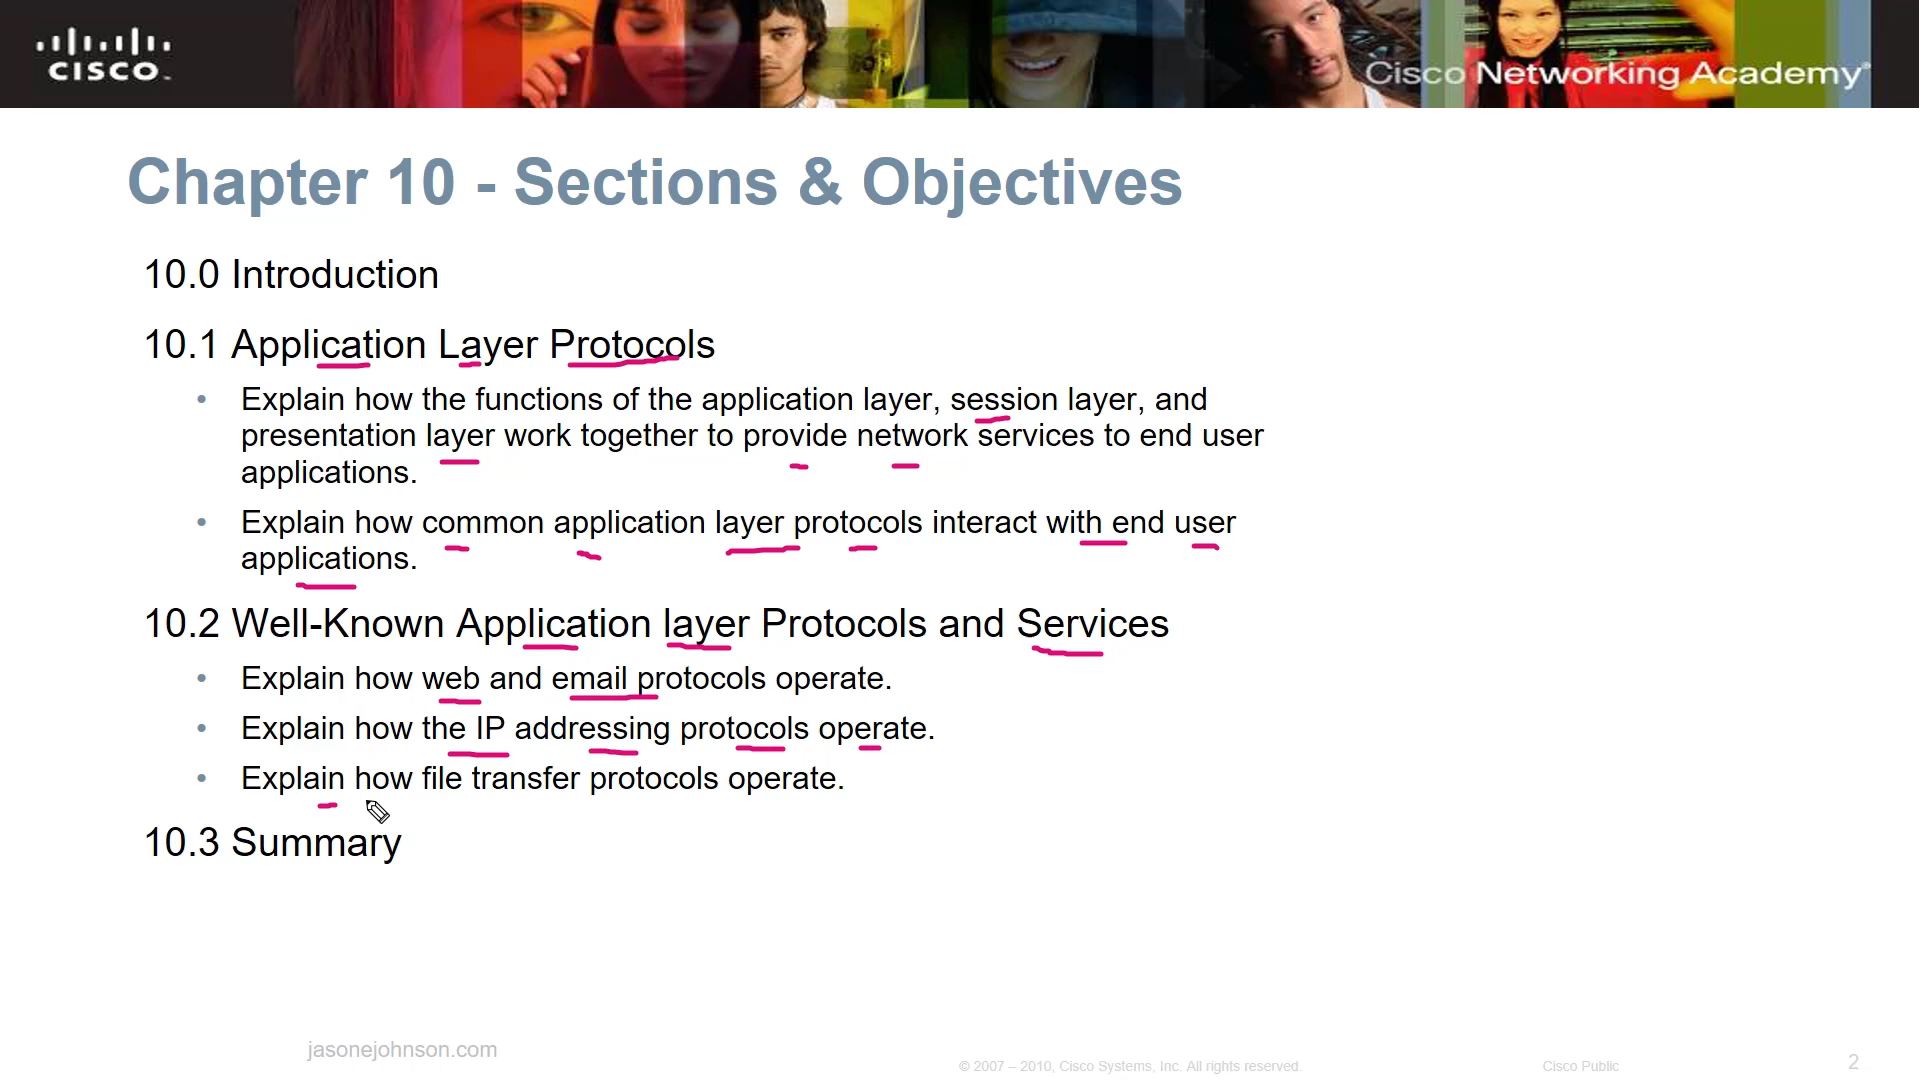 CISCO
Cisco Networking Academy®
Chapter 10 - Sections & Objectives
10.0 Introduction
10.1 Application Layer Protocols
• Explain how the functions of the application layer, session layer, and
presentation layer work together to provide network services to end user
applications.
• Explain how common application layer protocols interact with end user
applications.
10.2 Well-Known Application layer Protocols and Services
• Explain how web and email protocols operate.
• Explain how the IP addressing protocols operate.
• Explain how file transfer protocols operate.
10.3 Summary
jasonejohnson.com
© 2007 – 2010, Cisco Systems, Inc. All rights reserved.
Cisco Public
2